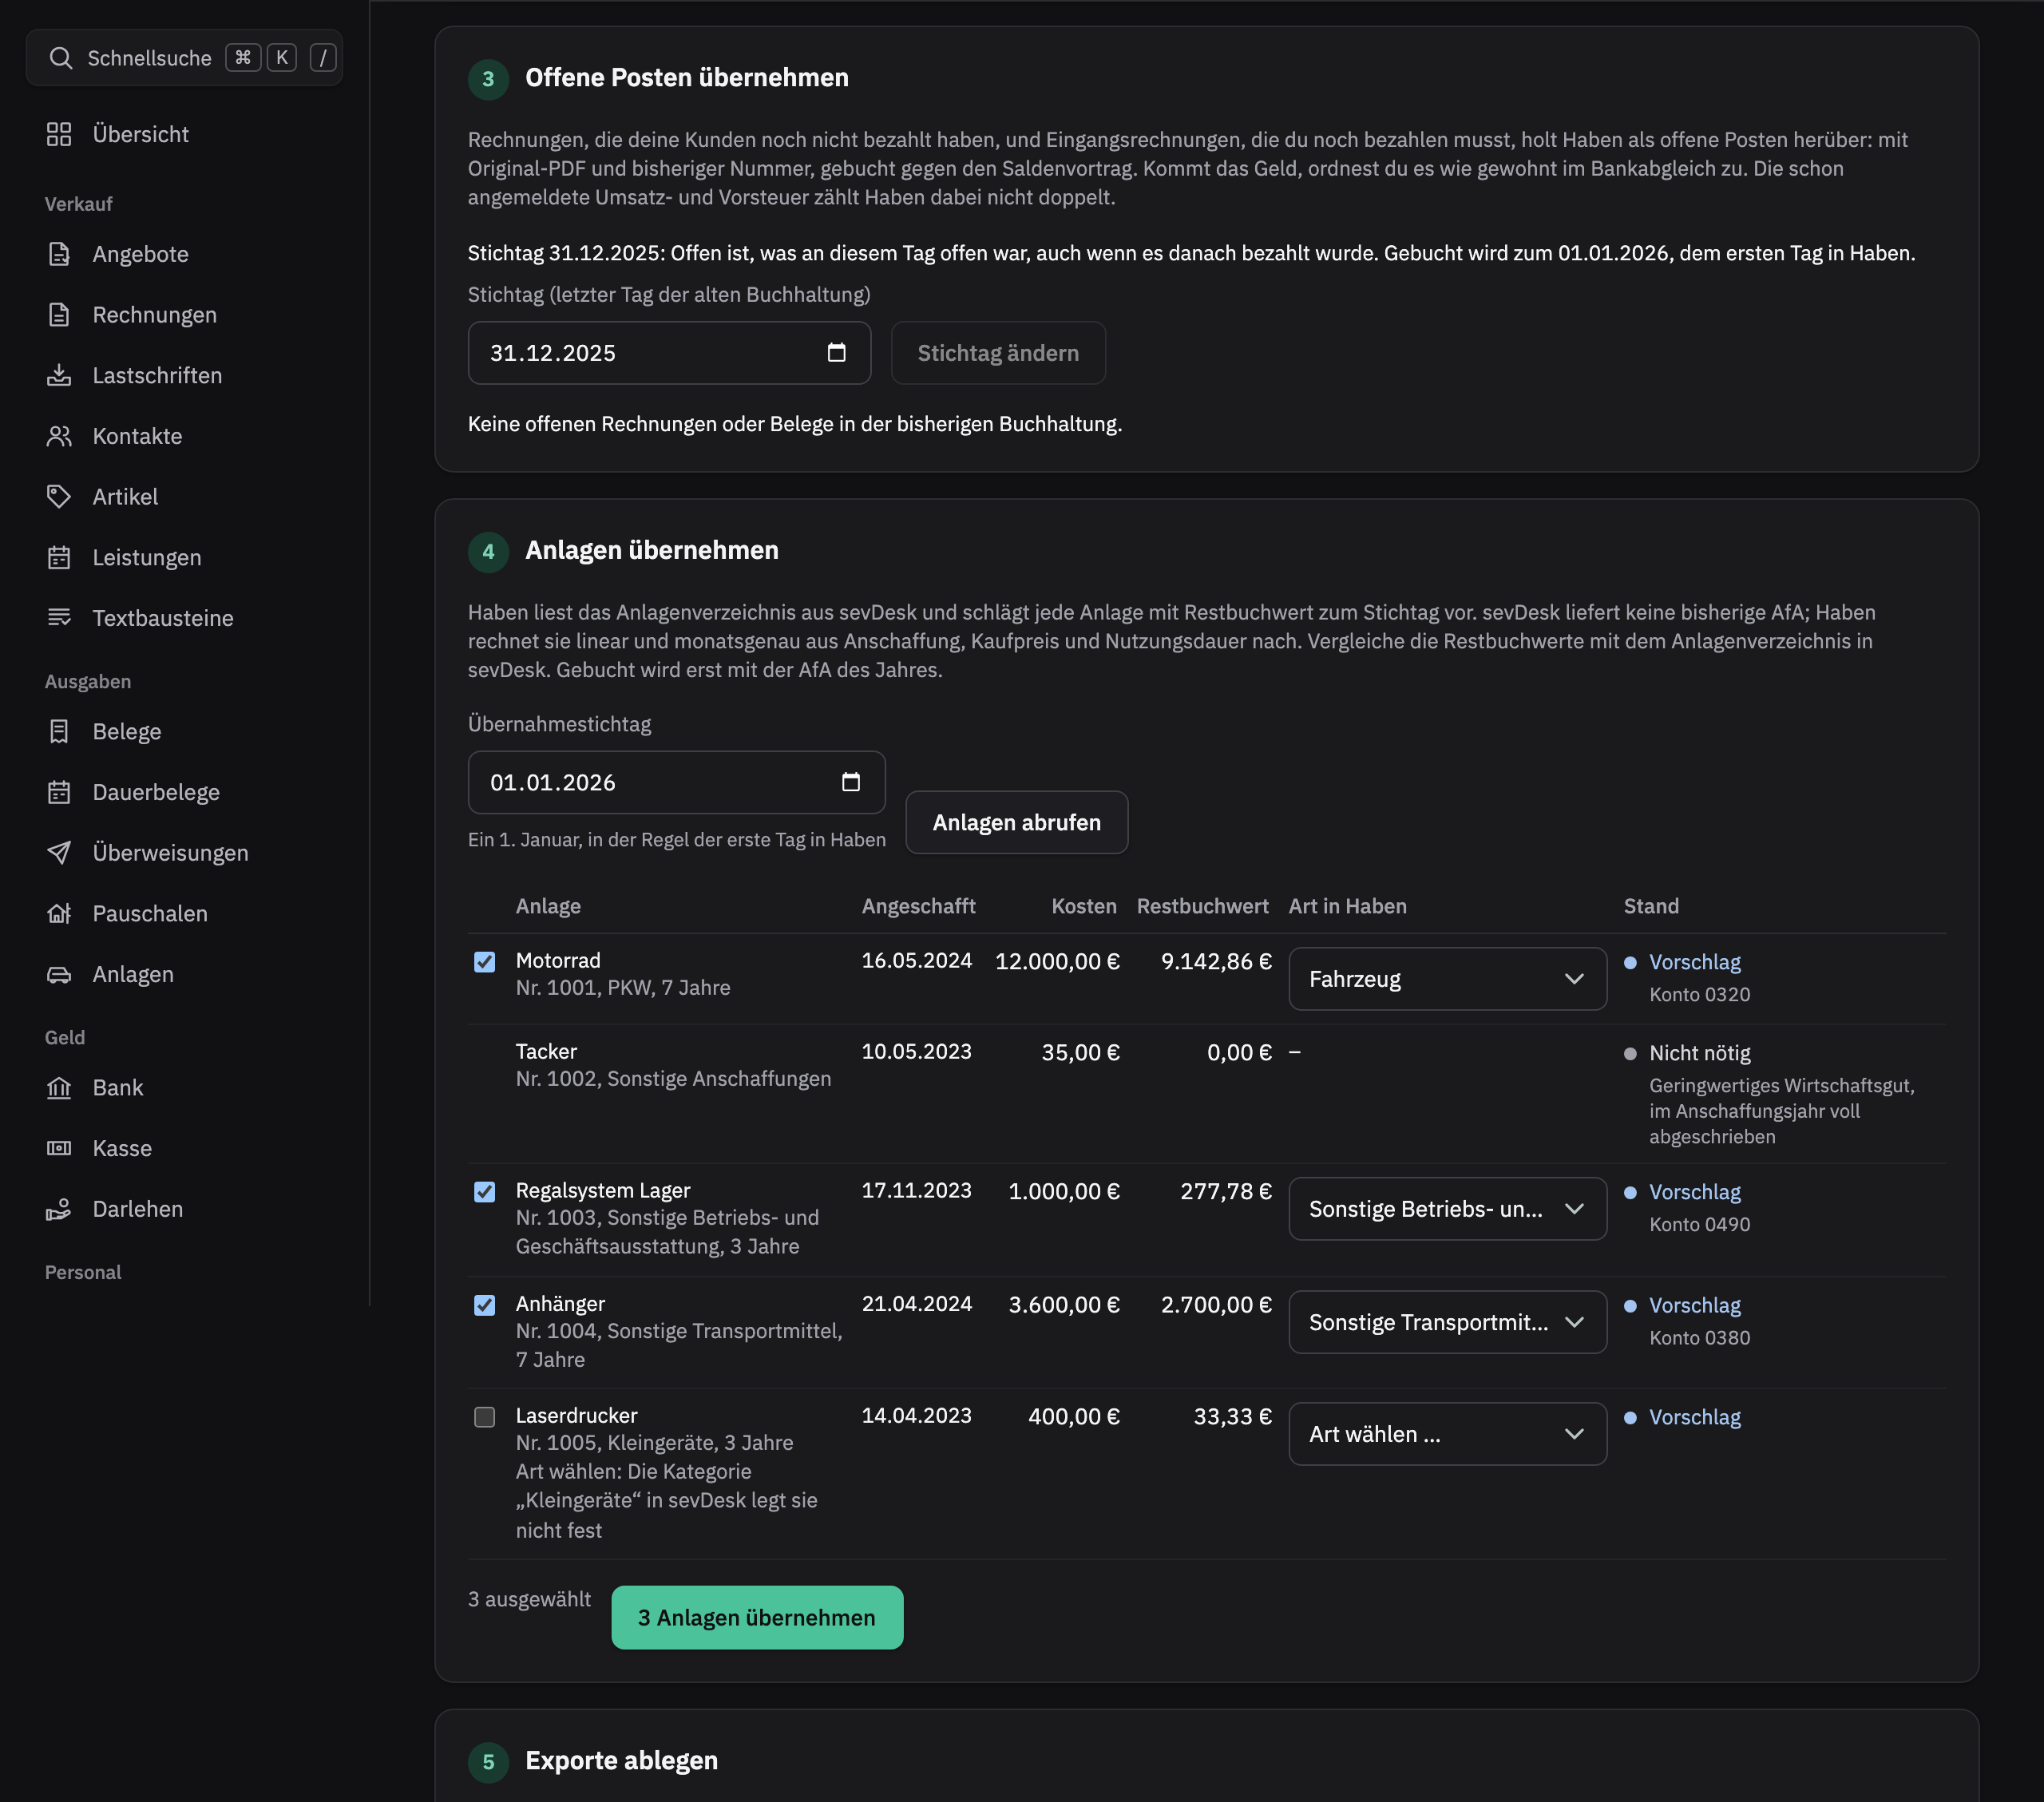 Schnellsuche ⌘ K /
Übersicht
Verkauf
Angebote
Rechnungen
Lastschriften
Kontakte
Artikel
Leistungen
Textbausteine
Ausgaben
Belege
Dauerbelege
Überweisungen
Pauschalen
Anlagen
Geld
Bank
Kasse
Darlehen
Personal
3 Offene Posten übernehmen
Rechnungen, die deine Kunden noch nicht bezahlt haben, und Eingangsrechnungen, die du noch bezahlen musst, holt Haben als offene Posten herüber: mit
Original-PDF und bisheriger Nummer, gebucht gegen den Saldenvortrag. Kommt das Geld, ordnest du es wie gewohnt im Bankabgleich zu. Die schon
angemeldete Umsatz- und Vorsteuer zählt Haben dabei nicht doppelt.
Stichtag 31.12.2025: Offen ist, was an diesem Tag offen war, auch wenn es danach bezahlt wurde. Gebucht wird zum 01.01.2026, dem ersten Tag in Haben.
Stichtag (letzter Tag der alten Buchhaltung)
31.12.2025 Stichtag ändern
Keine offenen Rechnungen oder Belege in der bisherigen Buchhaltung.
4 Anlagen übernehmen
Haben liest das Anlagenverzeichnis aus sevDesk und schlägt jede Anlage mit Restbuchwert zum Stichtag vor. sevDesk liefert keine bisherige AfA; Haben
rechnet sie linear und monatsgenau aus Anschaffung, Kaufpreis und Nutzungsdauer nach. Vergleiche die Restbuchwerte mit dem Anlagenverzeichnis in
sevDesk. Gebucht wird erst mit der AfA des Jahres.
Übernahmestichtag
01.01.2026
Anlagen abrufen
Ein 1. Januar, in der Regel der erste Tag in Haben
Anlage Angeschafft Kosten Restbuchwert Art in Haben Stand
Motorrad 16.05.2024 12.000,00 € 9.142,86 € Fahrzeug Vorschlag
Nr. 1001, PKW, 7 Jahre Konto 0320
Tacker 10.05.2023 35,00 € 0,00 € – Nicht nötig
Nr. 1002, Sonstige Anschaffungen Geringwertiges Wirtschaftsgut,
im Anschaffungsjahr voll
abgeschrieben
Regalsystem Lager 17.11.2023 1.000,00 € 277,78 € Sonstige Betriebs- un... Vorschlag
Nr. 1003, Sonstige Betriebs- und Konto 0490
Geschäftsausstattung, 3 Jahre
Anhänger 21.04.2024 3.600,00 € 2.700,00 € Sonstige Transportmit... Vorschlag
Nr. 1004, Sonstige Transportmittel, Konto 0380
7 Jahre
Laserdrucker 14.04.2023 400,00 € 33,33 € Art wählen ... Vorschlag
Nr. 1005, Kleingeräte, 3 Jahre
Art wählen: Die Kategorie
„Kleingeräte“ in sevDesk legt sie
nicht fest
3 ausgewählt 3 Anlagen übernehmen
5 Exporte ablegen